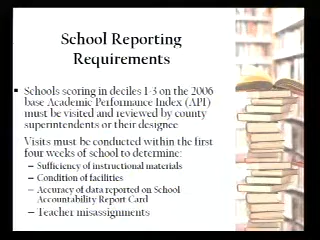 School Reporting
Requirements
▪ Schools scoring in deciles 1-3 on the 2006
base Academic Performance Index (API)
must be visited and reviewed by county
superintendents or their designee
Visits must be conducted within the first
four weeks of school to determine:
– Sufficiency of instructional materials
– Condition of facilities
– Accuracy of data reported on School
Accountability Report Card
– Teacher misassignments